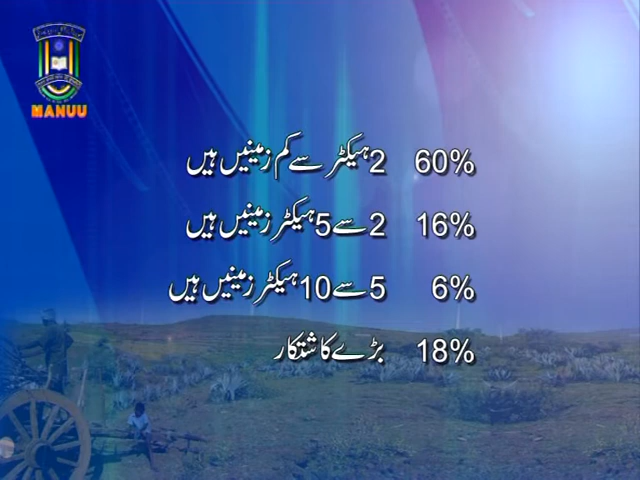 MANUU
60% 2 ہیکٹر سے کم زمینیں ہیں
16% 2 سے 5 ہیکٹر زمینیں ہیں
6% 5 سے 10 ہیکٹر زمینیں ہیں
18% بڑے کاشتکار